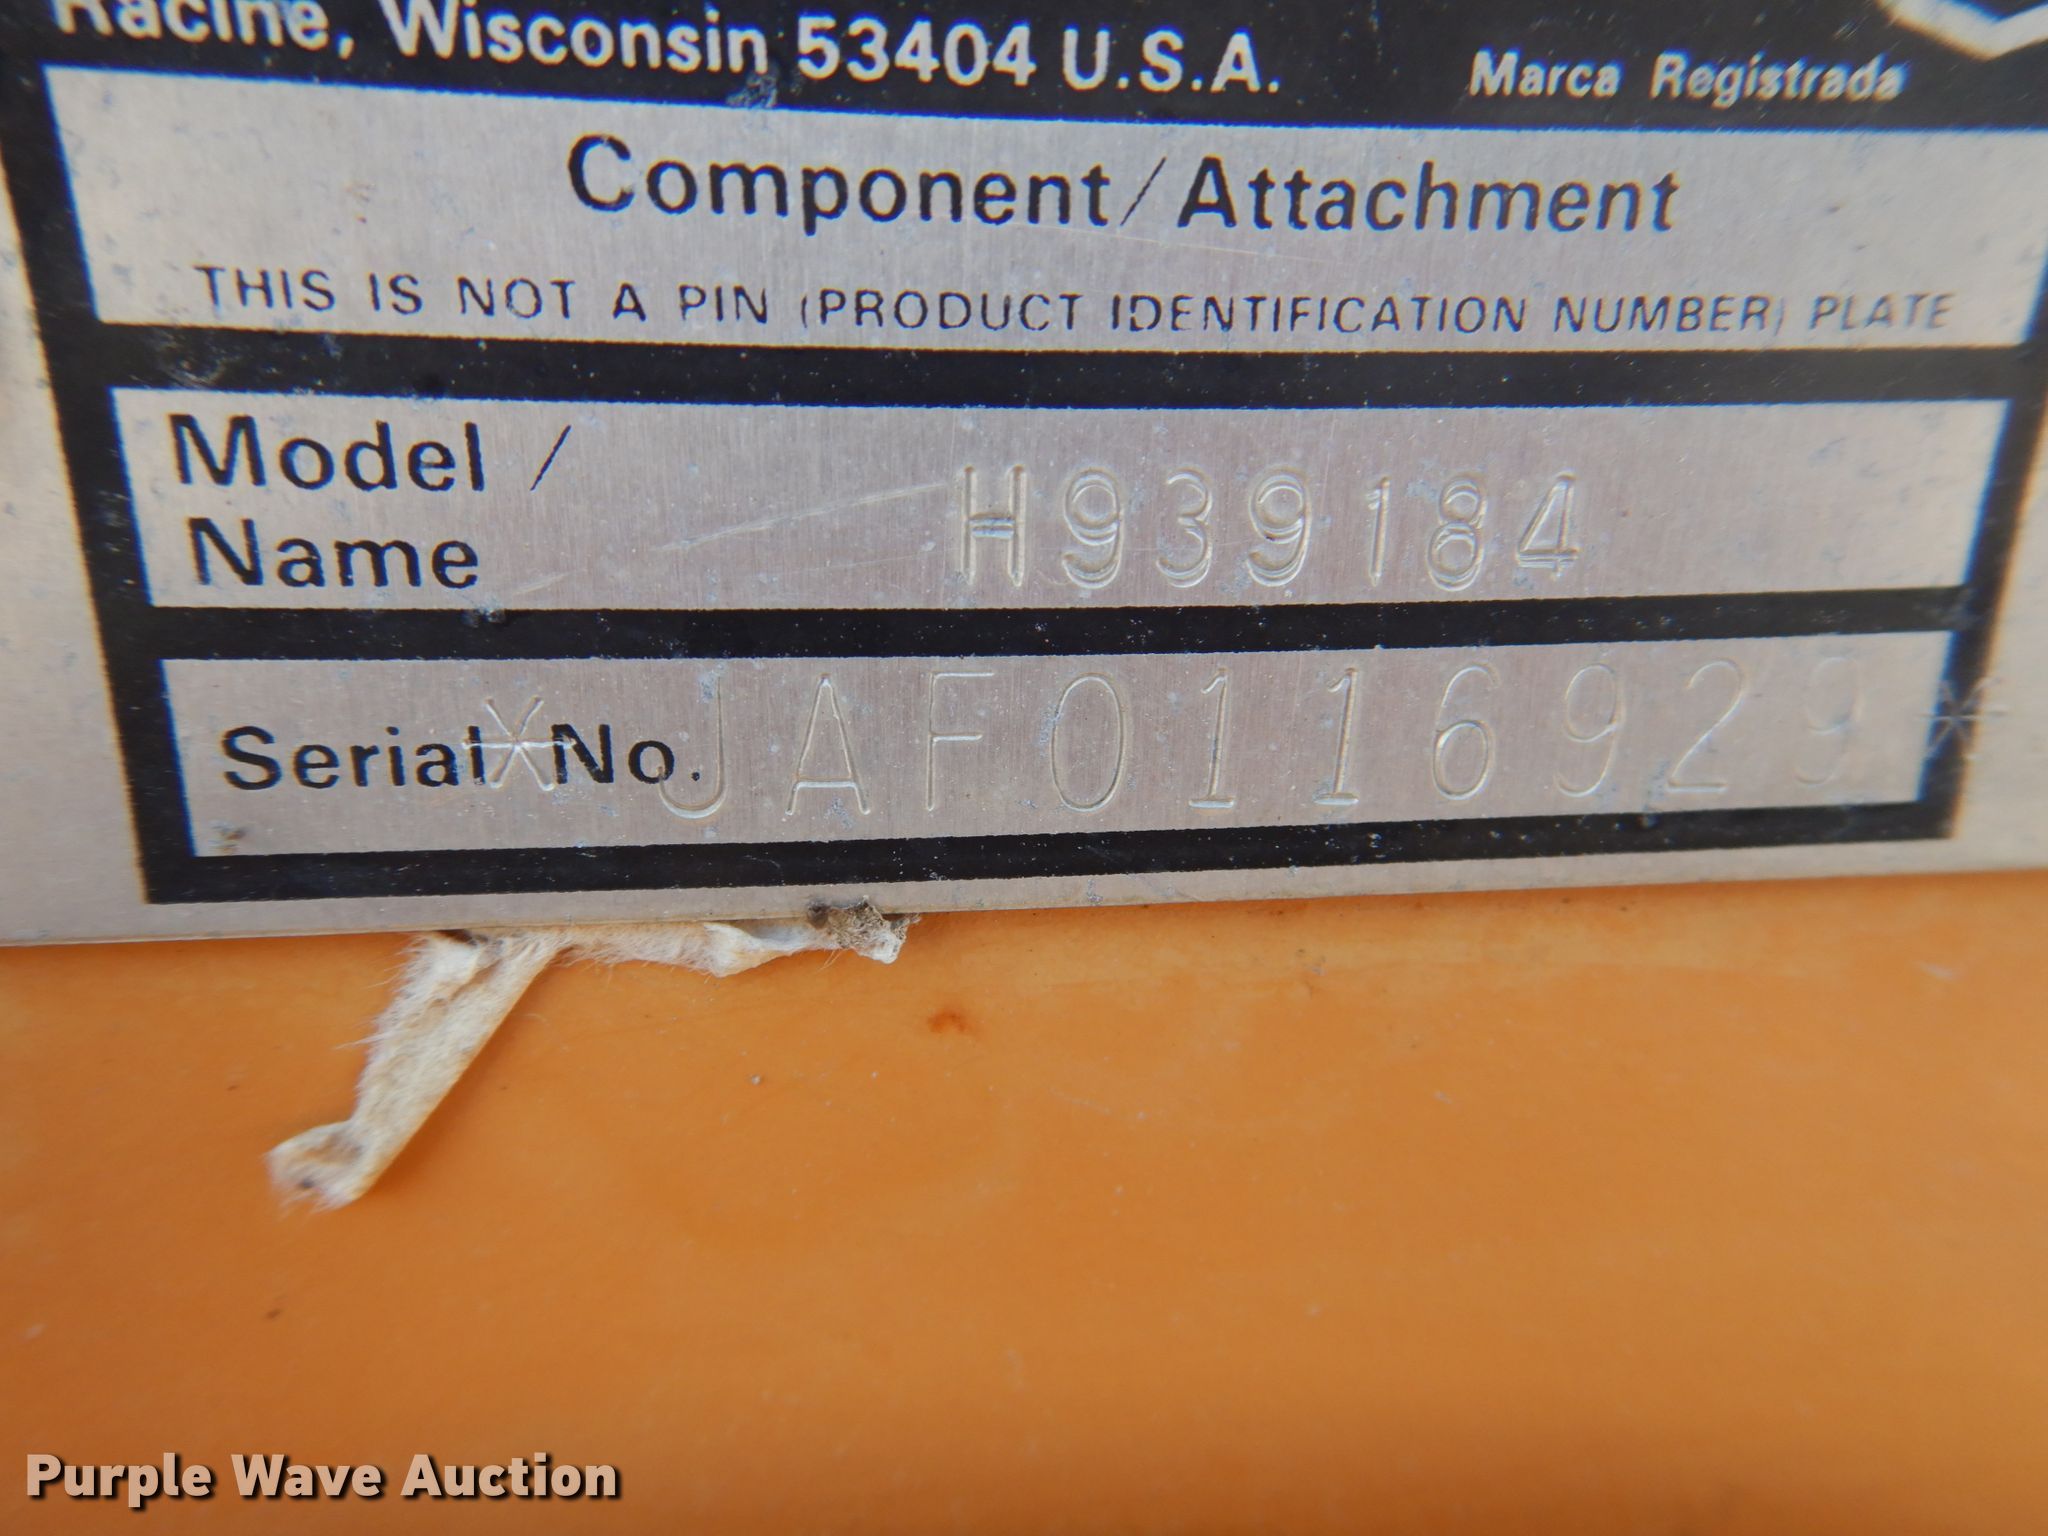 Racine, Wisconsin 53404 U.S.A.
Marca Registrada
Component/Attachment
THIS IS NOT A PIN (PRODUCT IDENTIFICATION NUMBER) PLATE
Model /
Name H939184
Serial No. *JAF0116929*
Purple Wave Auction